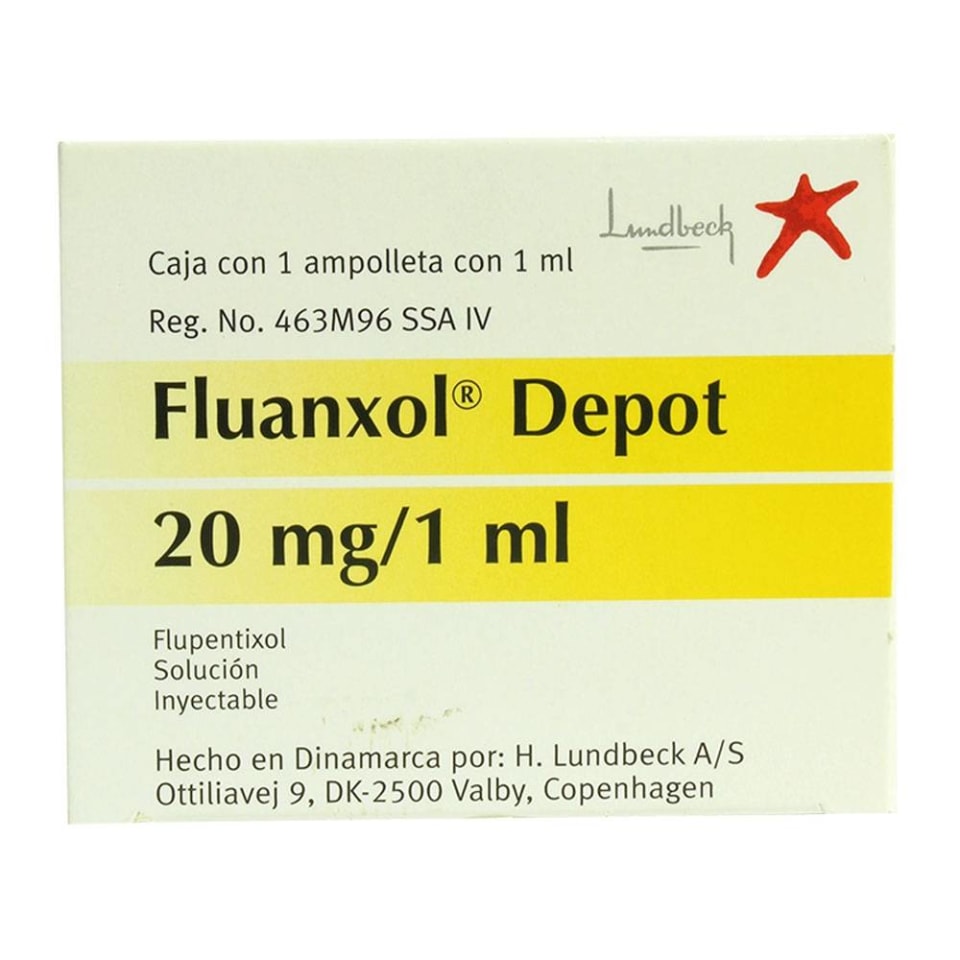 Lundbeck
Caja con 1 ampolleta con 1 ml
Reg. No. 463M96 SSA IV
Fluanxol® Depot
20 mg/1 ml
Flupentixol
Solución
Inyectable
Hecho en Dinamarca por: H. Lundbeck A/S
Ottiliavej 9, DK-2500 Valby, Copenhagen